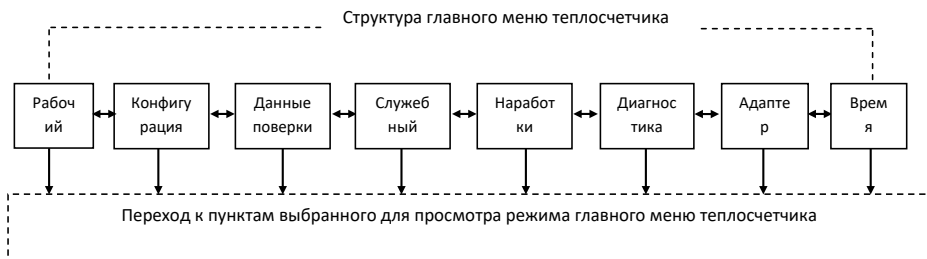 Структура главного меню теплосчетчика
Рабоч
ий
Конфигу
рация
Данные
поверки
Служеб
ный
Наработ
ки
Диагнос
тика
Адапте
р
Врем
я
Переход к пунктам выбранного для просмотра режима главного меню теплосчетчика